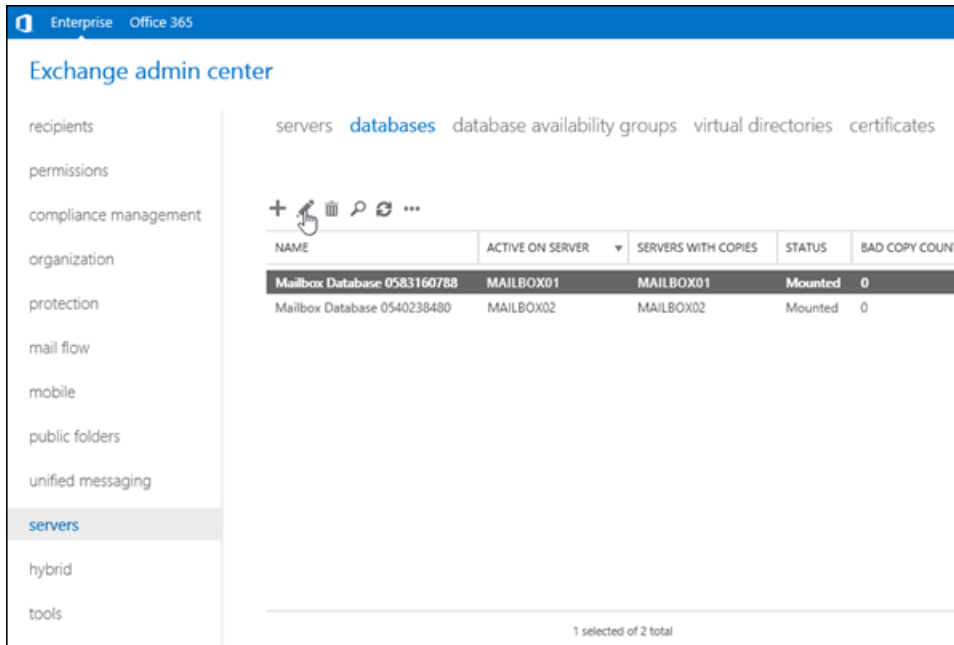 Enterprise Office 365
Exchange admin center
recipients
permissions
compliance management
organization
protection
mail flow
mobile
public folders
unified messaging
servers
hybrid
tools
servers databases database availability groups virtual directories certificates
NAME ACTIVE ON SERVER SERVERS WITH COPIES STATUS BAD COPY COUN
Mailbox Database 0583160788 MAILBOX01 MAILBOX01 Mounted 0
Mailbox Database 0540238480 MAILBOX02 MAILBOX02 Mounted 0
1 selected of 2 total